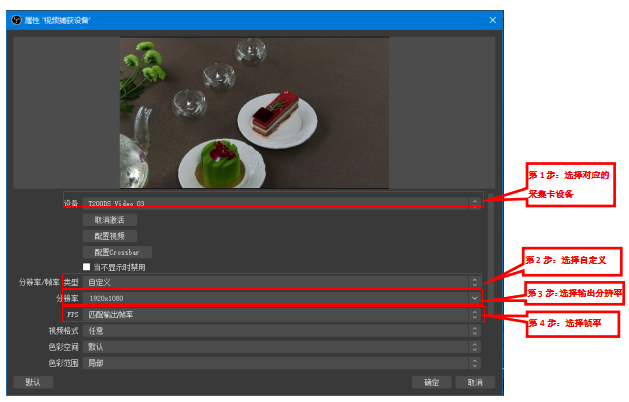 属性 '视频捕获设备'
设备 T200DS Video 03
取消激活
配置视频
配置Crossbar
当不显示时禁用
分辨率/帧率 类型 自定义
分辨率 1920x1080
FPS 匹配输出帧率
视频格式 任意
色彩空间 默认
色彩范围 局部
默认 确定 取消
第1步：选择对应的
采集卡设备
第2步：选择自定义
第3步:选择输出分辨率
第4步：选择帧率